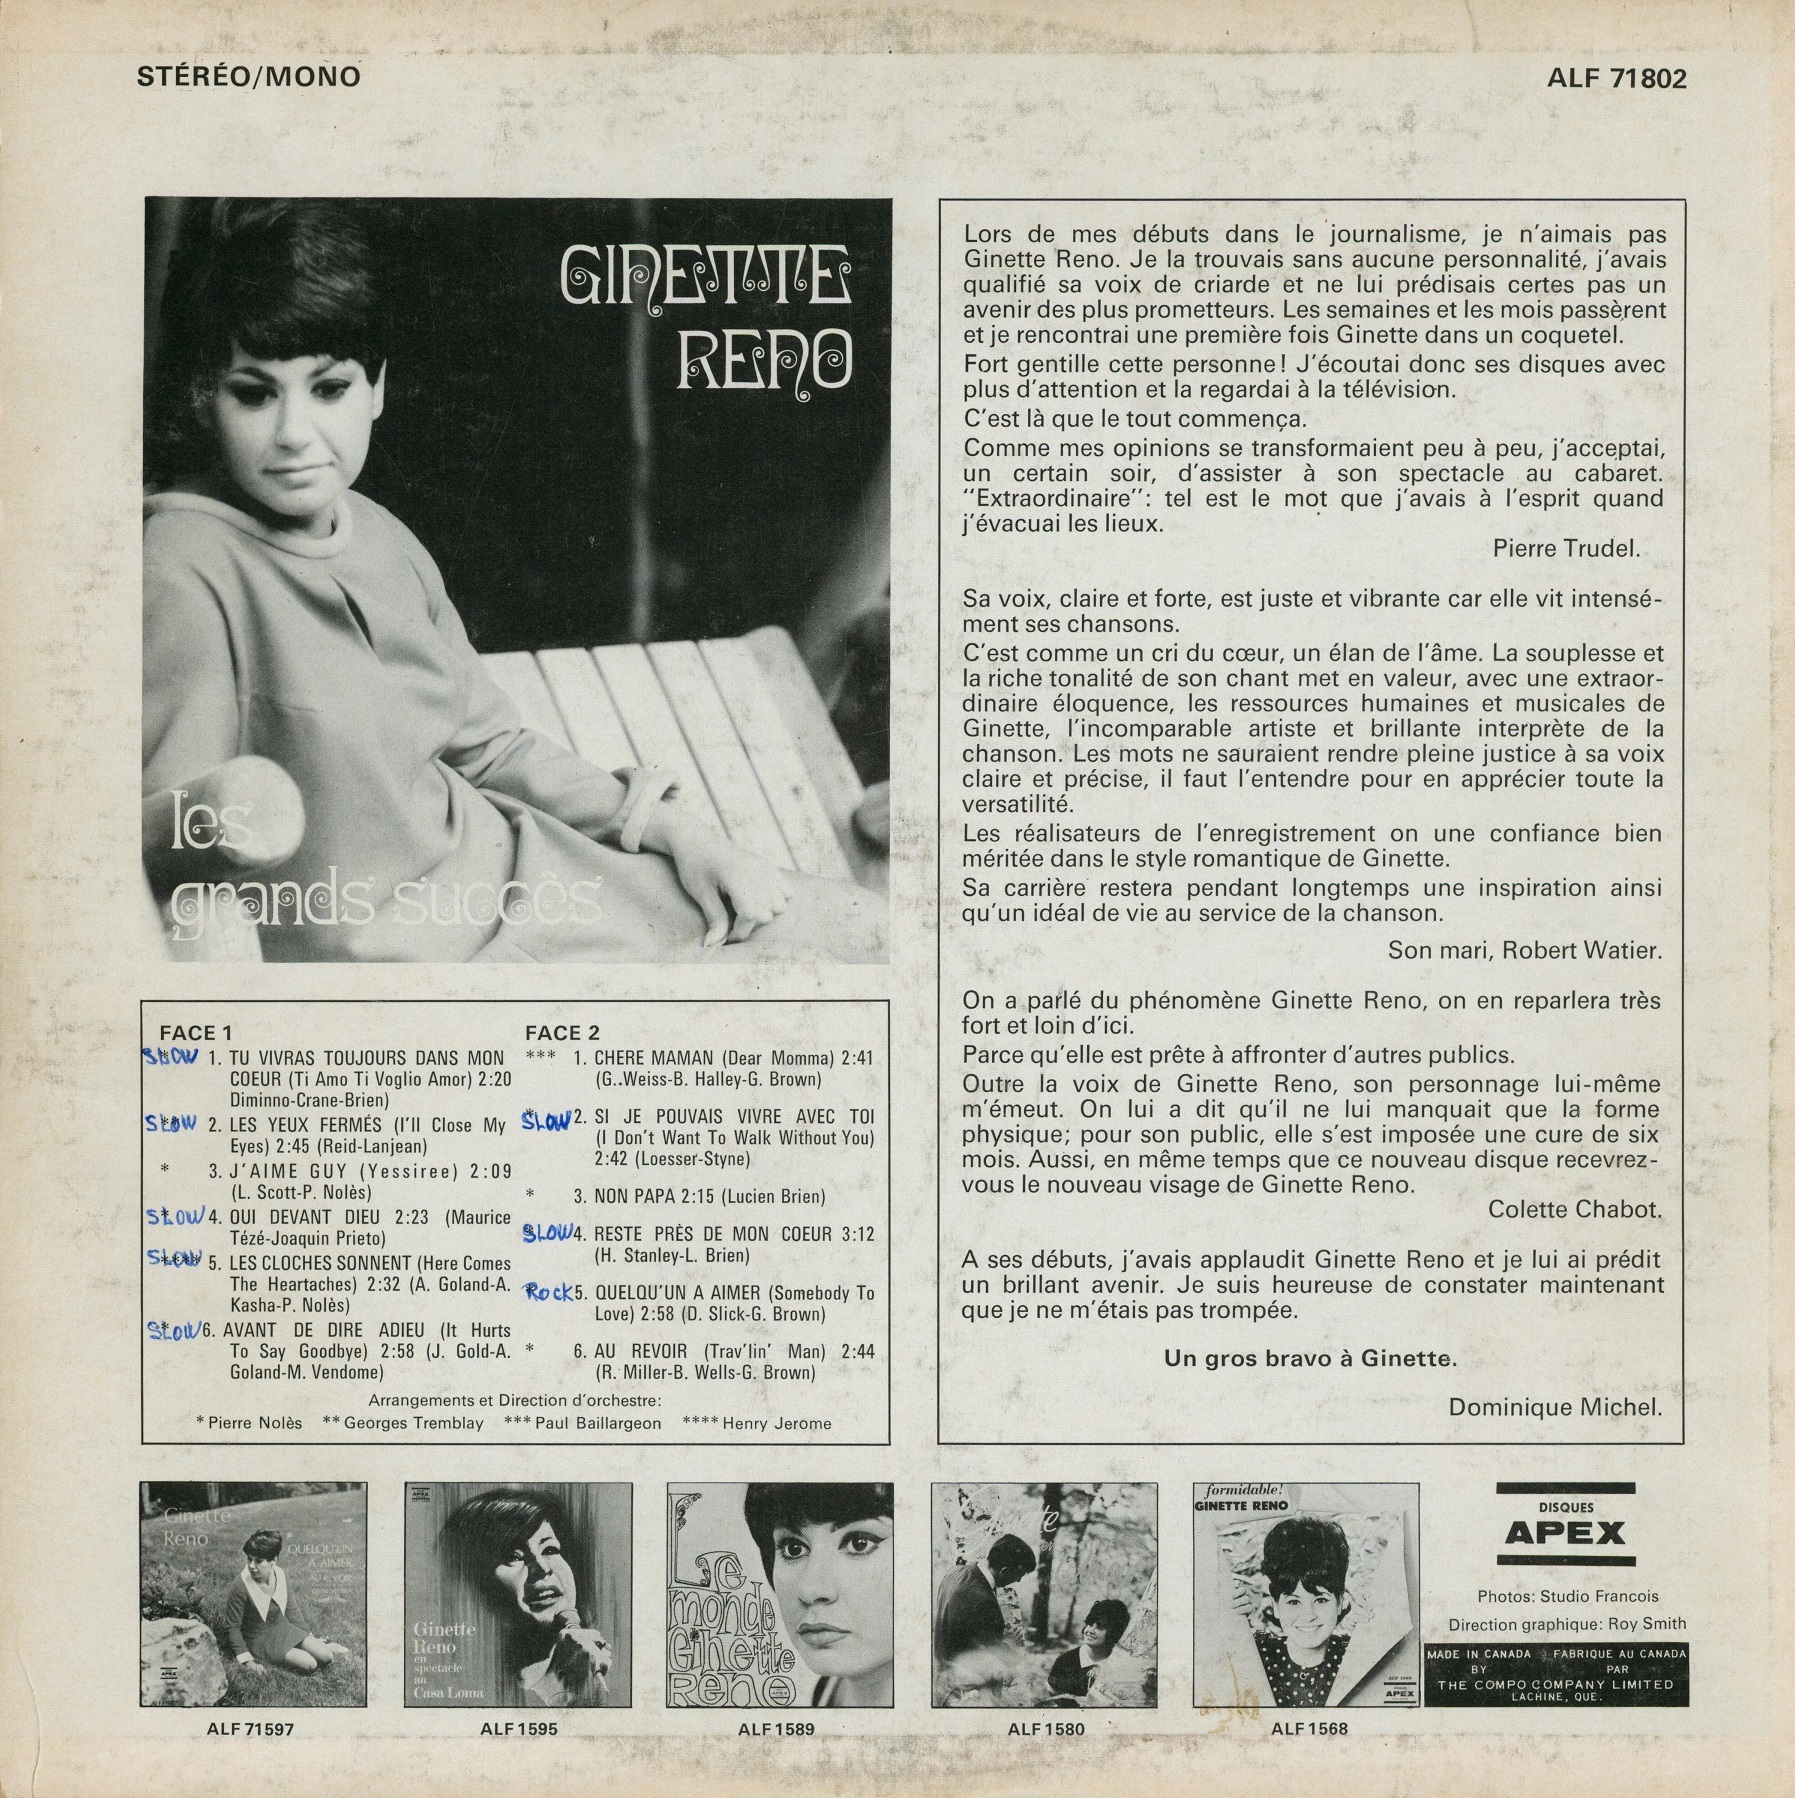 STÉRÉO/MONO
ALF 71802
GINETTE
RENO
les
grands succès
FACE 1
SLOW * 1. TU VIVRAS TOUJOURS DANS MON
COEUR (Ti Amo Ti Voglio Amor) 2:20
Diminno-Crane-Brien)
SLOW ** 2. LES YEUX FERMÉS (I'll Close My
Eyes) 2:45 (Reid-Lanjean)
* 3. J'AIME GUY (Yessiree) 2:09
(L. Scott-P. Nolès)
SLOW * 4. OUI DEVANT DIEU 2:23 (Maurice
Tézé-Joaquin Prieto)
SLOW **** 5. LES CLOCHES SONNENT (Here Comes
The Heartaches) 2:32 (A. Goland-A.
Kasha-P. Nolès)
SLOW * 6. AVANT DE DIRE ADIEU (It Hurts
To Say Goodbye) 2:58 (J. Gold-A.
Goland-M. Vendome)
FACE 2
*** 1. CHERE MAMAN (Dear Momma) 2:41
(G..Weiss-B. Halley-G. Brown)
SLOW * 2. SI JE POUVAIS VIVRE AVEC TOI
(I Don't Want To Walk Without You)
2:42 (Loesser-Styne)
* 3. NON PAPA 2:15 (Lucien Brien)
SLOW * 4. RESTE PRÈS DE MON COEUR 3:12
(H. Stanley-L. Brien)
Rock * 5. QUELQU'UN A AIMER (Somebody To
Love) 2:58 (D. Slick-G. Brown)
* 6. AU REVOIR (Trav'lin' Man) 2:44
(R. Miller-B. Wells-G. Brown)
Arrangements et Direction d'orchestre:
* Pierre Nolès ** Georges Tremblay *** Paul Baillargeon **** Henry Jerome
Lors de mes débuts dans le journalisme, je n'aimais pas
Ginette Reno. Je la trouvais sans aucune personnalité, j'avais
qualifié sa voix de criarde et ne lui prédisais certes pas un
avenir des plus prometteurs. Les semaines et les mois passèrent
et je rencontrai une première fois Ginette dans un coquetel.
Fort gentille cette personne! J'écoutai donc ses disques avec
plus d'attention et la regardai à la télévision.
C'est là que le tout commença.
Comme mes opinions se transformaient peu à peu, j'acceptai,
un certain soir, d'assister à son spectacle au cabaret.
"Extraordinaire": tel est le mot que j'avais à l'esprit quand
j'évacuai les lieux.
Pierre Trudel.
Sa voix, claire et forte, est juste et vibrante car elle vit intensé-
ment ses chansons.
C'est comme un cri du cœur, un élan de l'âme. La souplesse et
la riche tonalité de son chant met en valeur, avec une extraor-
dinaire éloquence, les ressources humaines et musicales de
Ginette, l'incomparable artiste et brillante interprète de la
chanson. Les mots ne sauraient rendre pleine justice à sa voix
claire et précise, il faut l'entendre pour en apprécier toute la
versatilité.
Les réalisateurs de l'enregistrement on une confiance bien
méritée dans le style romantique de Ginette.
Sa carrière restera pendant longtemps une inspiration ainsi
qu'un idéal de vie au service de la chanson.
Son mari, Robert Watier.
On a parlé du phénomène Ginette Reno, on en reparlera très
fort et loin d'ici.
Parce qu'elle est prête à affronter d'autres publics.
Outre la voix de Ginette Reno, son personnage lui-même
m'émeut. On lui a dit qu'il ne lui manquait que la forme
physique; pour son public, elle s'est imposée une cure de six
mois. Aussi, en même temps que ce nouveau disque recevrez-
vous le nouveau visage de Ginette Reno.
Colette Chabot.
A ses débuts, j'avais applaudit Ginette Reno et je lui ai prédit
un brillant avenir. Je suis heureuse de constater maintenant
que je ne m'étais pas trompée.
Un gros bravo à Ginette.
Dominique Michel.
Ginette
Reno
QUELQU'UN
A AIMER
AU REVOIR
APEX
ALF 71597
APEX
Ginette
Reno
en
spectacle
au
Casa Loma
ALF 1595
Le
monde
de
Ginette
Reno
APEX
ALF 1589
ALF 1580
formidable!
GINETTE RENO
ALF 1568
DISQUES
APEX
ALF 1568
DISQUES
APEX
Photos: Studio Francois
Direction graphique: Roy Smith
MADE IN CANADA FABRIQUE AU CANADA
BY PAR
THE COMPO COMPANY LIMITED
LACHINE, QUE.